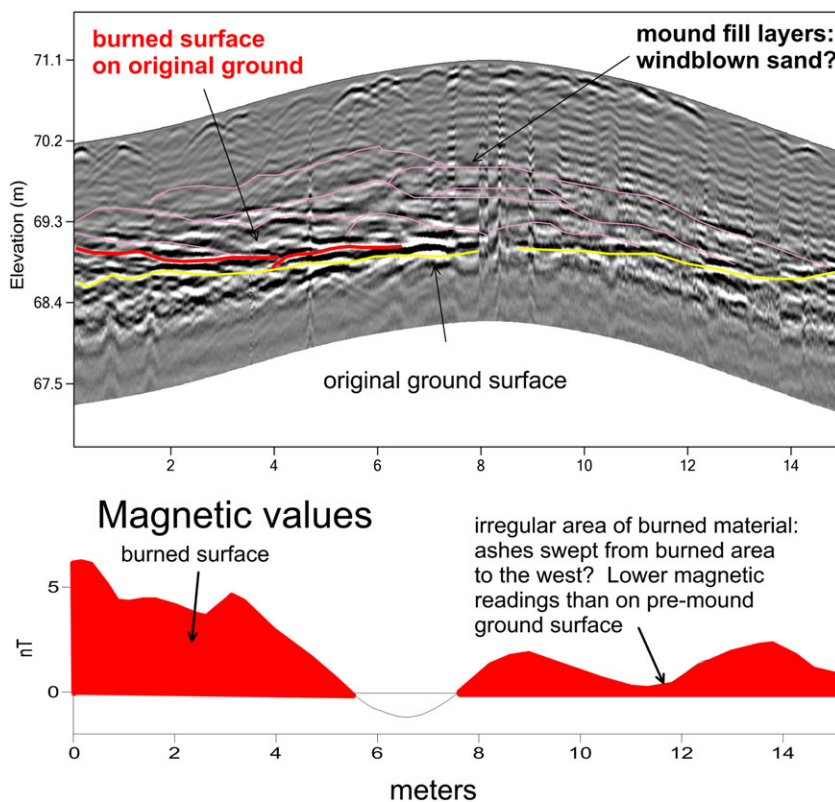 burned surface
on original ground
mound fill layers:
windblown sand?
71.1
70.2
69.3
68.4
67.5
Elevation (m)
original ground surface
2 4 6 8 10 12 14
Magnetic values
burned surface
irregular area of burned material:
ashes swept from burned area
to the west? Lower magnetic
readings than on pre-mound
ground surface
5
0
nT
0 2 4 6 8 10 12 14
meters